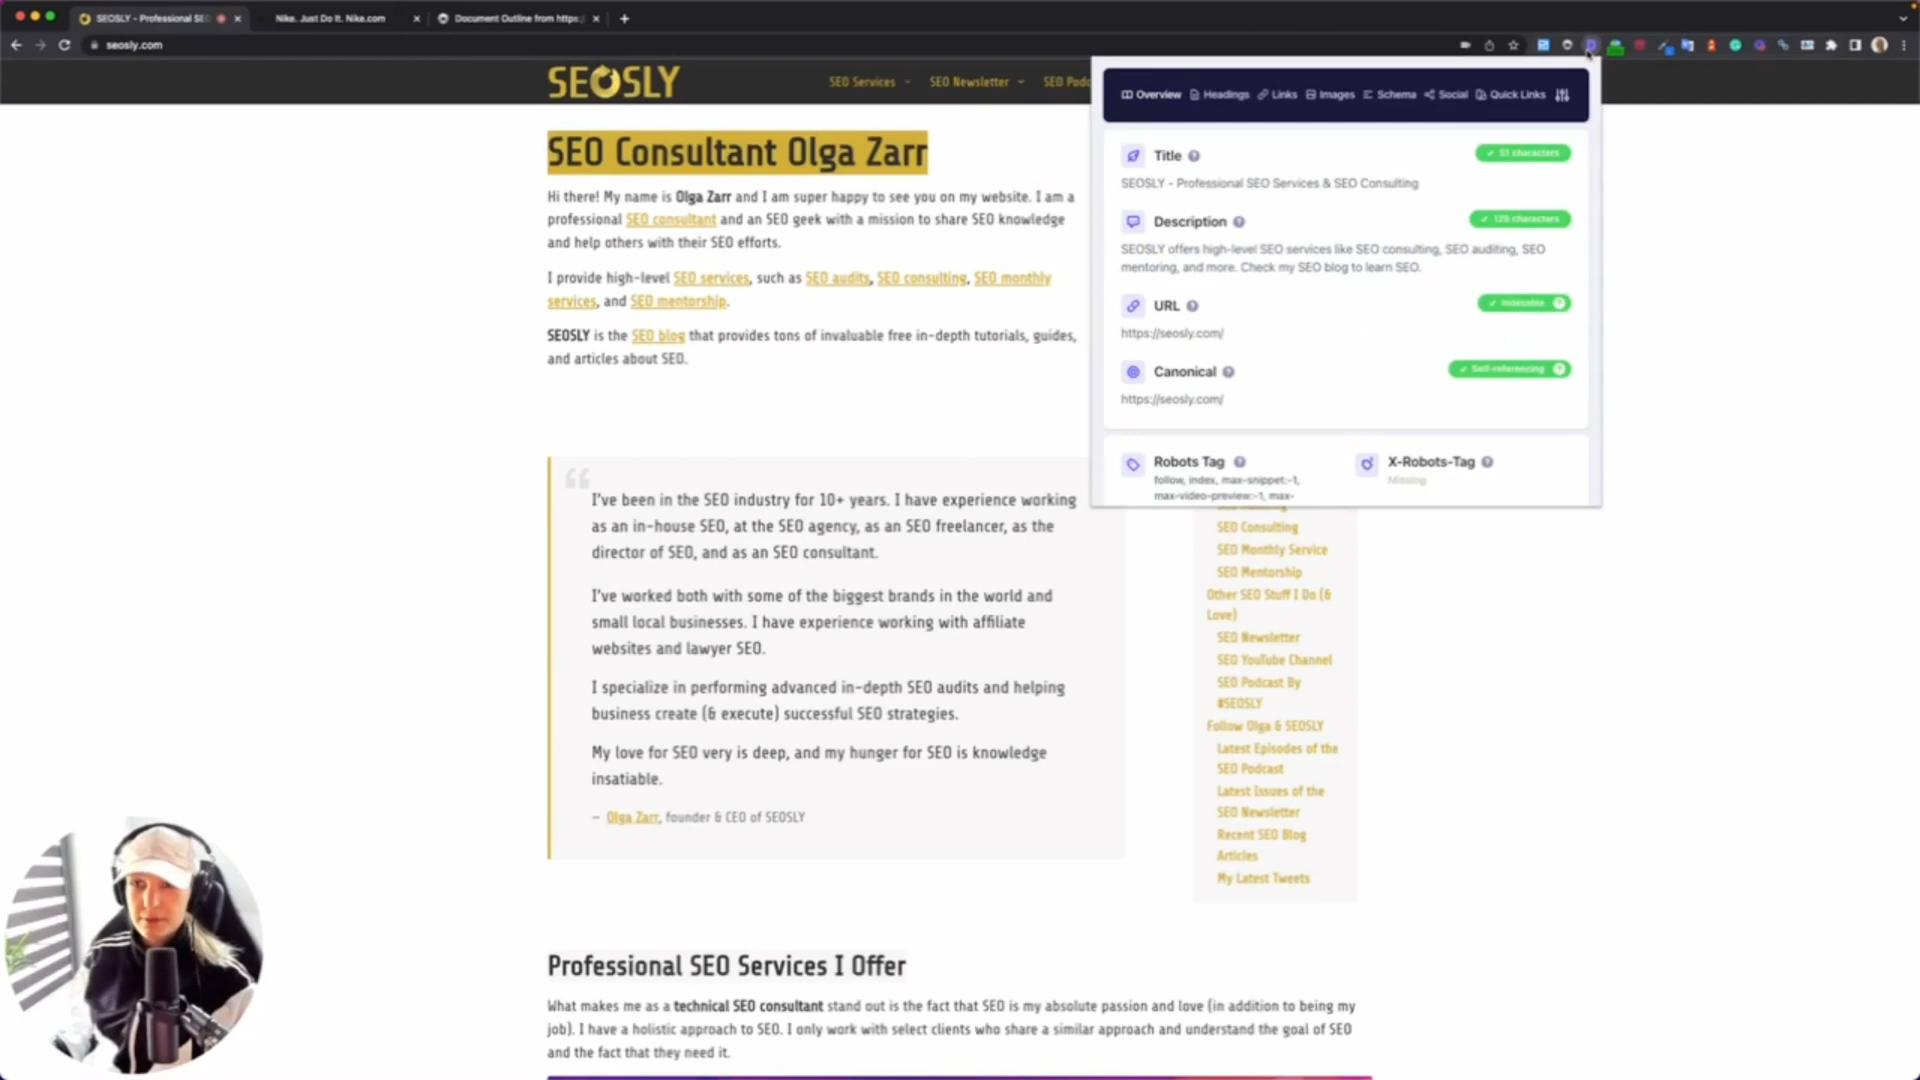 SEOSLY - Professional SE
Nike. Just Do It. Nike.com
Document Outline from https:/
seosly.com
SEOSLY
SEO Services
SEO Newsletter
SEO Podc
Overview
Headings
Links
Images
Schema
Social
Quick Links
SEO Consultant Olga Zarr
Hi there! My name is Olga Zarr and I am super happy to see you on my website. I am a
professional SEO consultant and an SEO geek with a mission to share SEO knowledge
and help others with their SEO efforts.
I provide high-level SEO services, such as SEO audits, SEO consulting, SEO monthly
services, and SEO mentorship.
SEOSLY is the SEO blog that provides tons of invaluable free in-depth tutorials, guides,
and articles about SEO.
Title
51 characters
SEOSLY - Professional SEO Services & SEO Consulting
Description
129 characters
SEOSLY offers high-level SEO services like SEO consulting, SEO auditing, SEO
mentoring, and more. Check my SEO blog to learn SEO.
URL
Indexable
https://seosly.com/
Canonical
Self-referencing
https://seosly.com/
Robots Tag
follow, index, max-snippet:-1,
max-video-preview:-1, max-
X-Robots-Tag
Missing
“
I’ve been in the SEO industry for 10+ years. I have experience working
as an in-house SEO, at the SEO agency, as an SEO freelancer, as the
director of SEO, and as an SEO consultant.
I’ve worked both with some of the biggest brands in the world and
small local businesses. I have experience working with affiliate
websites and lawyer SEO.
I specialize in performing advanced in-depth SEO audits and helping
business create (& execute) successful SEO strategies.
My love for SEO very is deep, and my hunger for SEO is knowledge
insatiable.
– Olga Zarr, founder & CEO of SEOSLY
SEO Consulting
SEO Monthly Service
SEO Mentorship
Other SEO Stuff I Do (&
Love)
SEO Newsletter
SEO YouTube Channel
SEO Podcast By
#SEOSLY
Follow Olga & SEOSLY
Latest Episodes of the
SEO Podcast
Latest Issues of the
SEO Newsletter
Recent SEO Blog
Articles
My Latest Tweets
Professional SEO Services I Offer
What makes me as a technical SEO consultant stand out is the fact that SEO is my absolute passion and love (in addition to being my
job). I have a holistic approach to SEO. I only work with select clients who share a similar approach and understand the goal of SEO
and the fact that they need it.